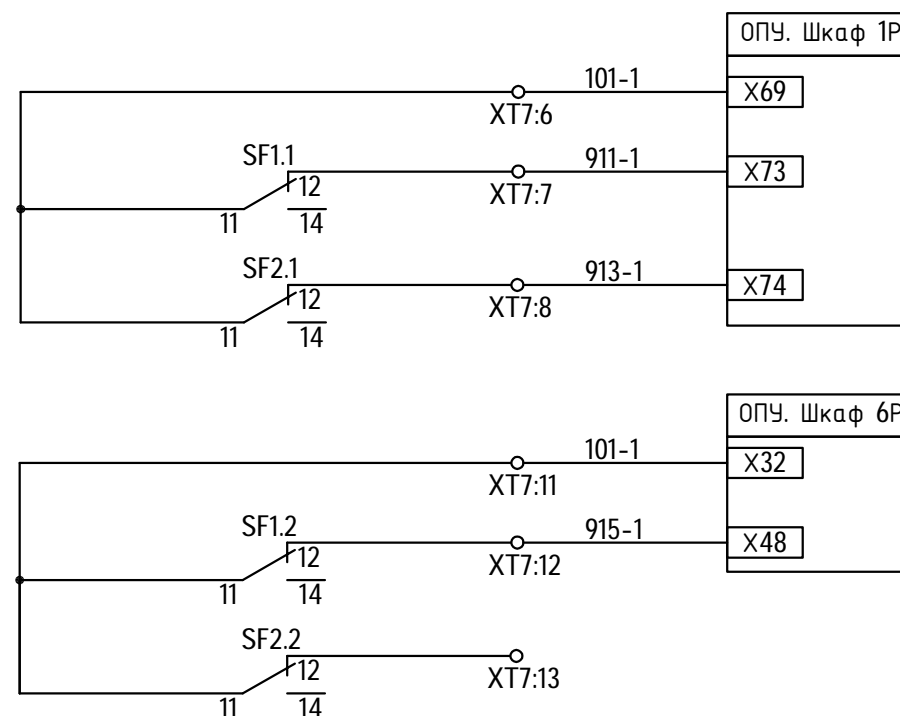 ОПУ. Шкаф 1Р
101-1
X69
XT7:6
SF1.1
911-1
12
X73
XT7:7
11
14
SF2.1
913-1
12
X74
XT7:8
11
14
ОПУ. Шкаф 6Р
101-1
X32
XT7:11
SF1.2
915-1
12
X48
XT7:12
11
14
SF2.2
12
XT7:13
11
14